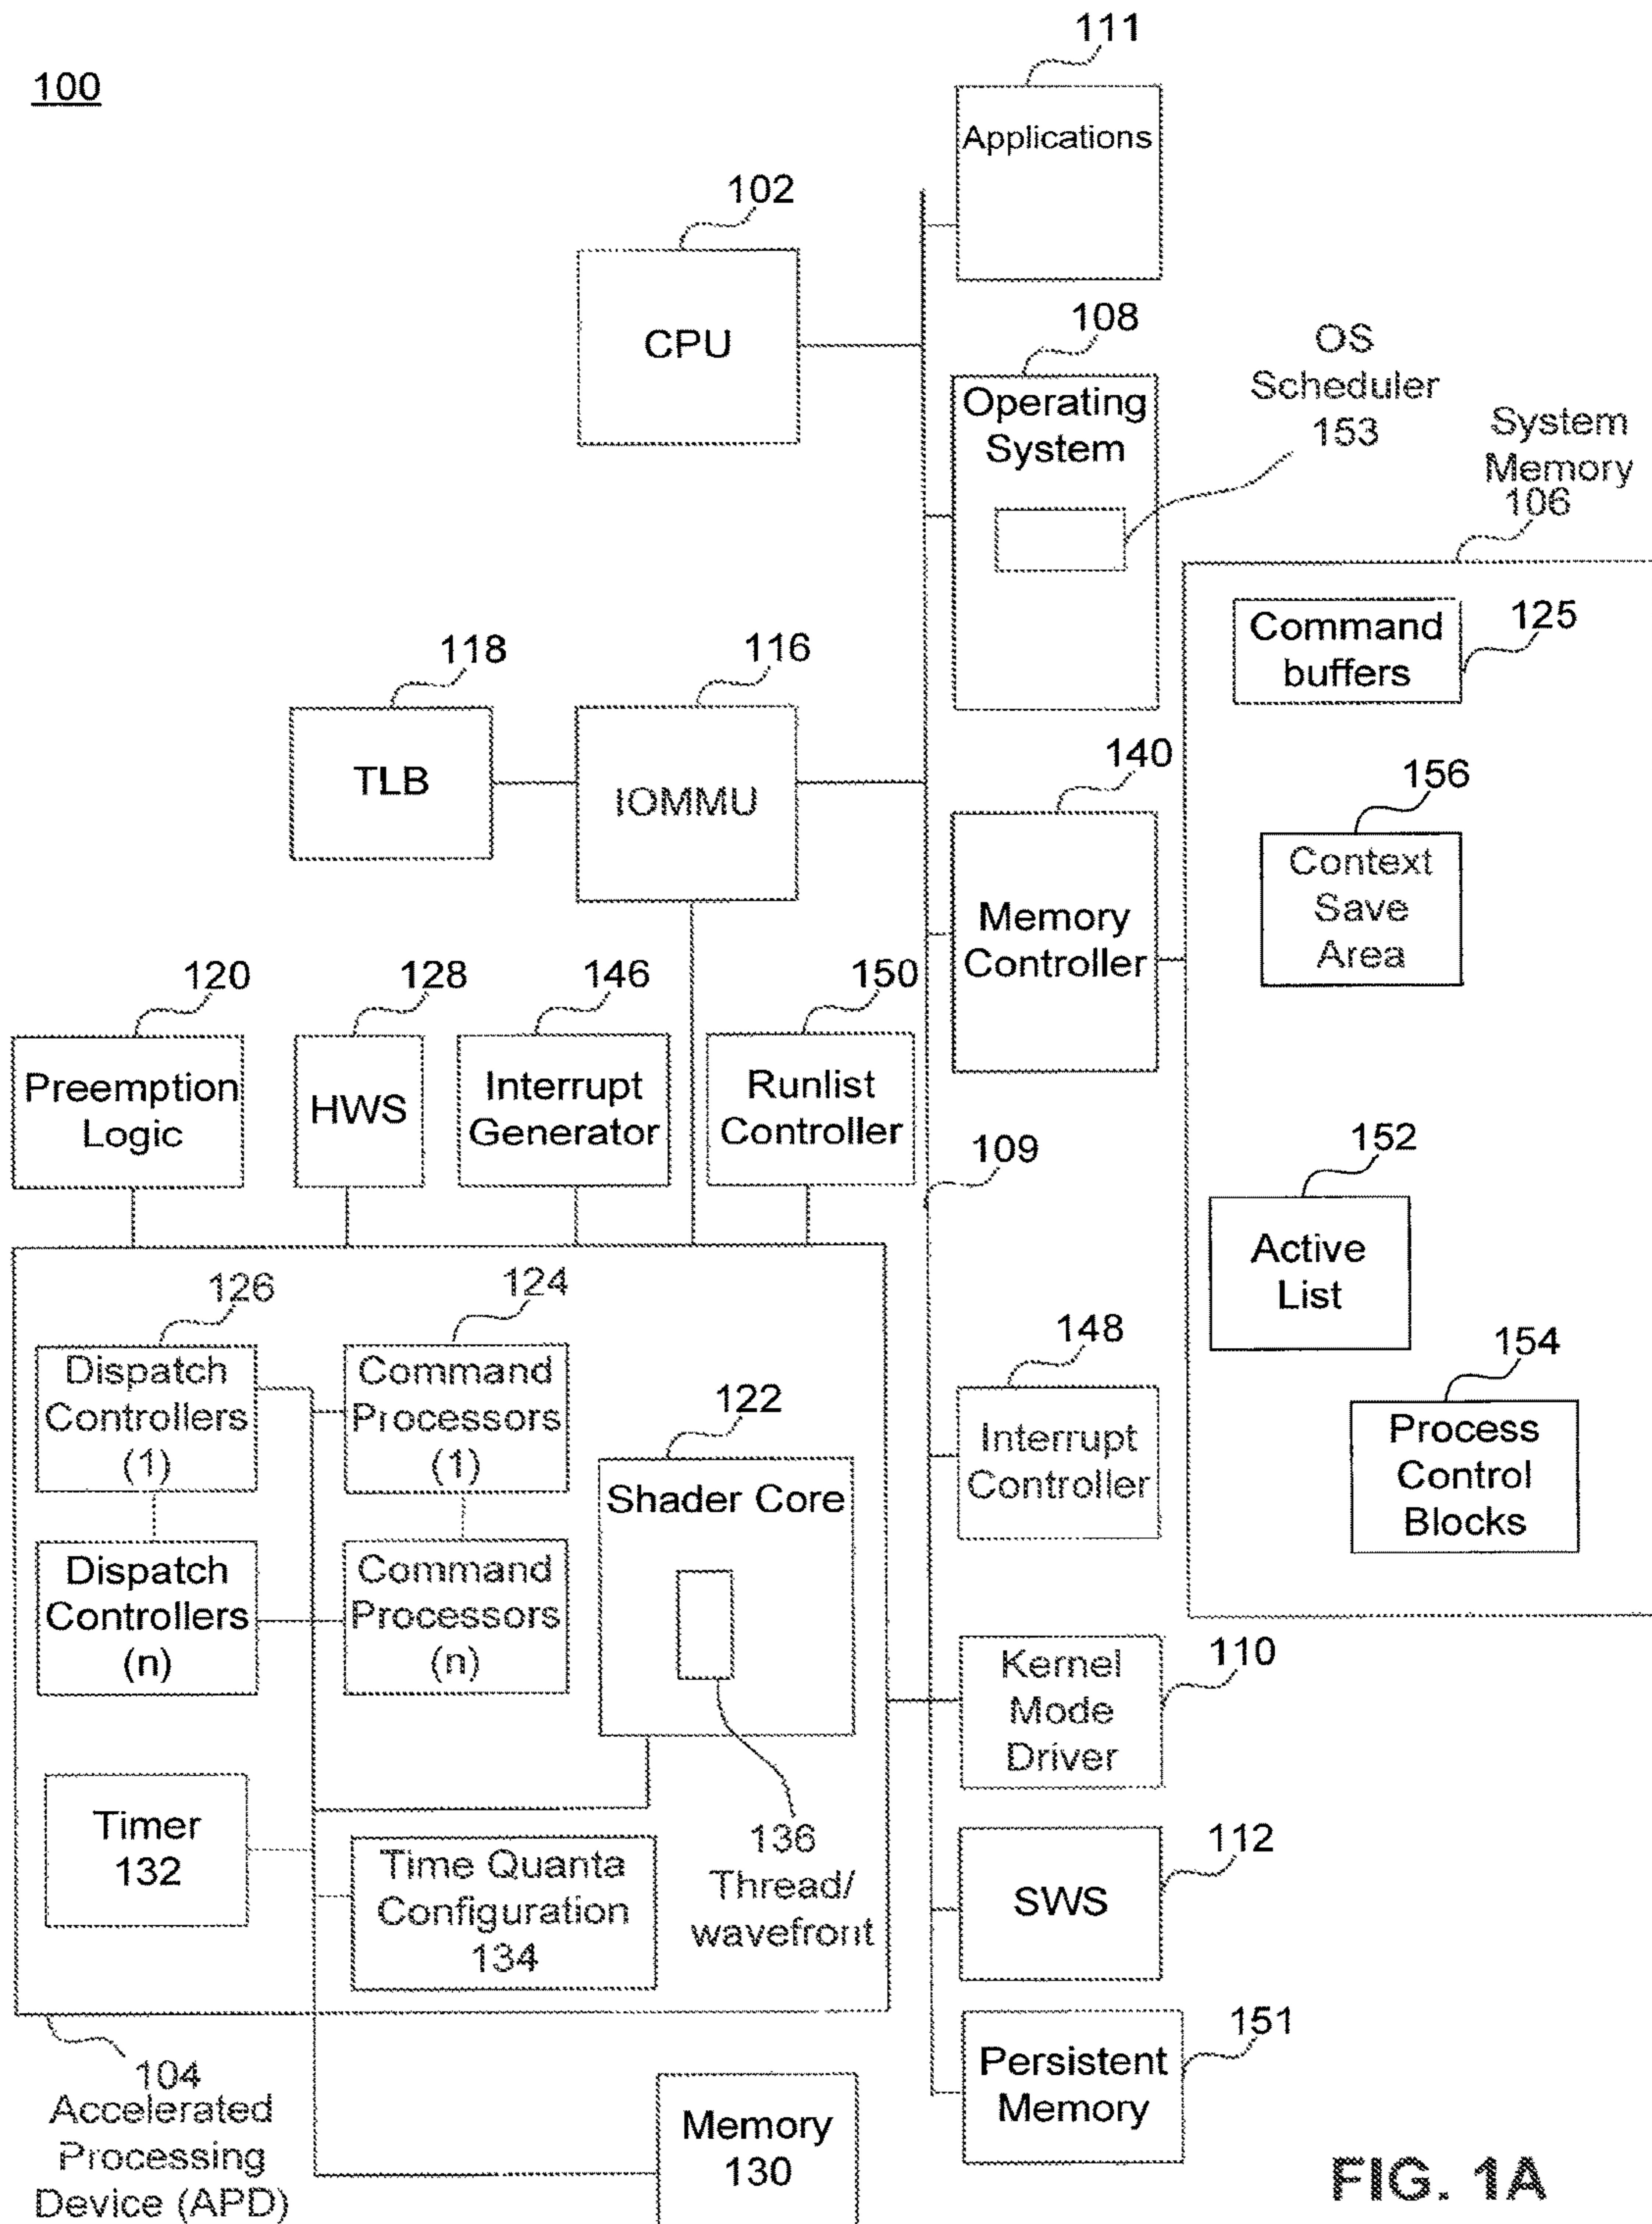 100
111
Applications
102
CPU
108
Operating
System
OS
Scheduler
153
System
Memory
106
Command
buffers
125
118
TLB
116
IOMMU
140
Memory
Controller
156
Context
Save
Area
120
Preemption
Logic
128
HWS
146
Interrupt
Generator
150
Runlist
Controller
109
152
Active
List
126
Dispatch
Controllers
(1)
124
Command
Processors
(1)
122
Shader Core
148
Interrupt
Controller
154
Process
Control
Blocks
Dispatch
Controllers
(n)
Command
Processors
(n)
110
Kernel
Mode
Driver
Timer
132
Time Quanta
Configuration
134
136
Thread/
wavefront
112
SWS
151
Persistent
Memory
104
Accelerated
Processing
Device (APD)
Memory
130
FIG. 1A